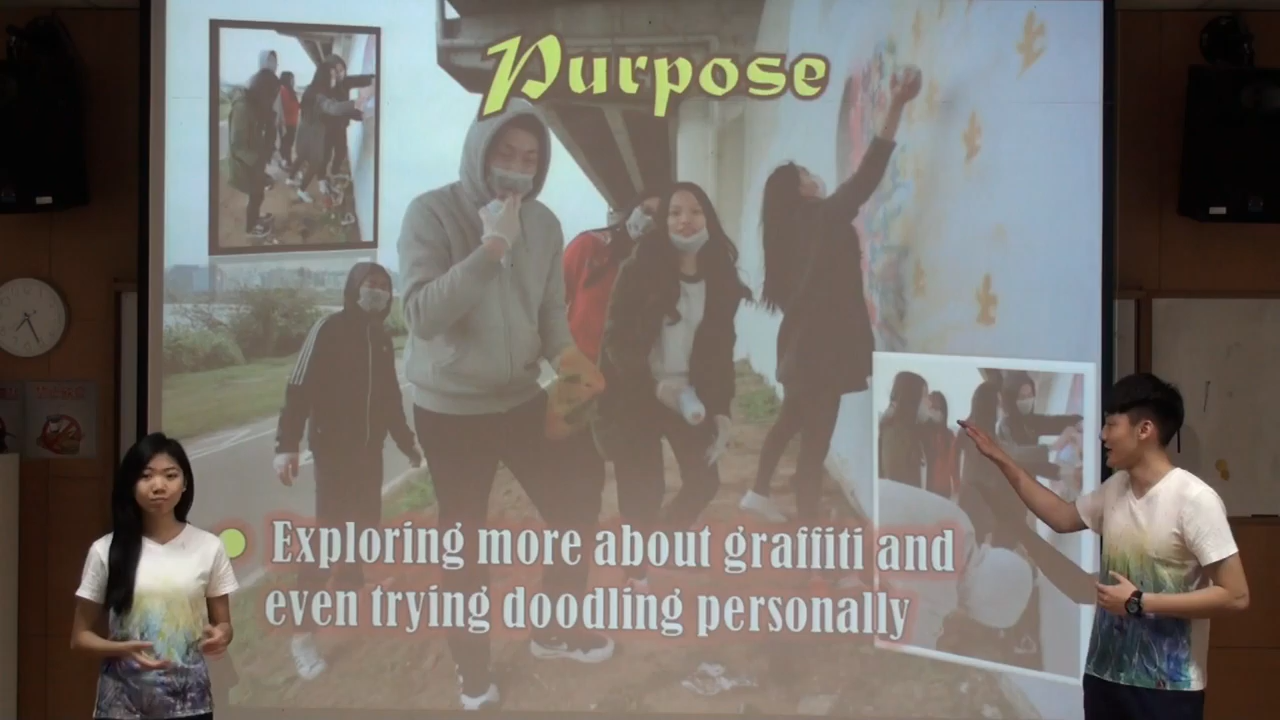 Purpose
Exploring more about graffiti and
even trying doodling personally